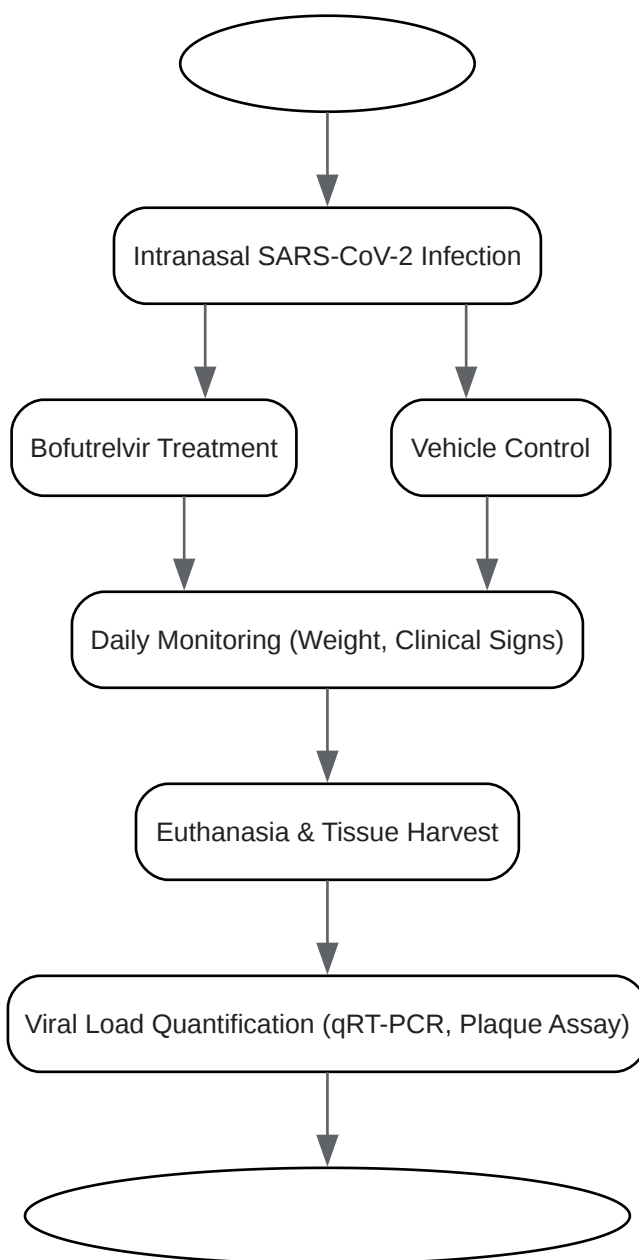 Intranasal SARS-CoV-2 Infection
Bofutrelvir Treatment
Vehicle Control
Daily Monitoring (Weight, Clinical Signs)
Euthanasia & Tissue Harvest
Viral Load Quantification (qRT-PCR, Plaque Assay)